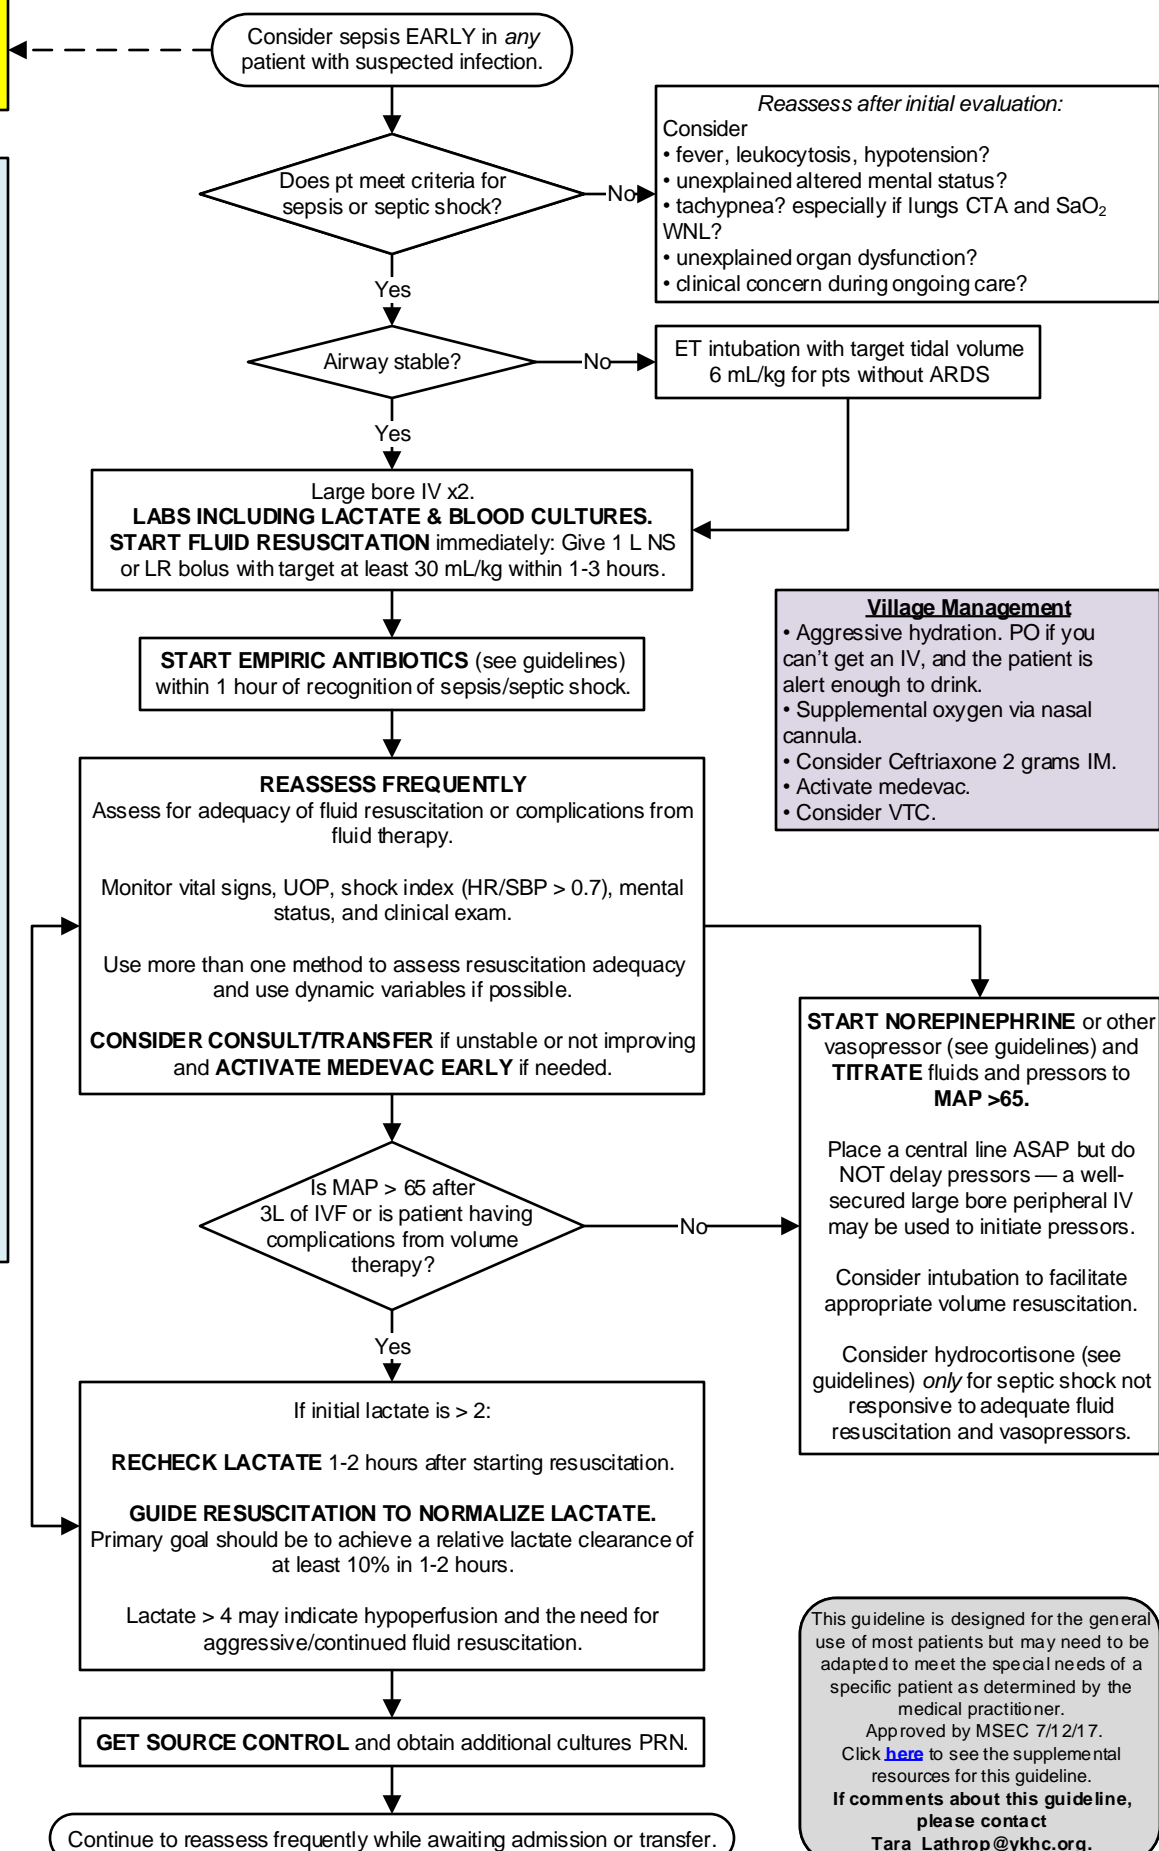 Consider sepsis EARLY in any
patient with suspected infection.
Reassess after initial evaluation:
Consider
• fever, leukocytosis, hypotension?
• unexplained altered mental status?
• tachypnea? especially if lungs CTA and SaO2
WNL?
• unexplained organ dysfunction?
• clinical concern during ongoing care?
Does pt meet criteria for
sepsis or septic shock?
No
Yes
Airway stable?
No
ET intubation with target tidal volume
6 mL/kg for pts without ARDS
Yes
Large bore IV x2.
LABS INCLUDING LACTATE & BLOOD CULTURES.
START FLUID RESUSCITATION immediately: Give 1 L NS
or LR bolus with target at least 30 mL/kg within 1-3 hours.
Village Management
• Aggressive hydration. PO if you
can't get an IV, and the patient is
alert enough to drink.
• Supplemental oxygen via nasal
cannula.
• Consider Ceftriaxone 2 grams IM.
• Activate medevac.
• Consider VTC.
START EMPIRIC ANTIBIOTICS (see guidelines)
within 1 hour of recognition of sepsis/septic shock.
REASSESS FREQUENTLY
Assess for adequacy of fluid resuscitation or complications from
fluid therapy.
Monitor vital signs, UOP, shock index (HR/SBP > 0.7), mental
status, and clinical exam.
Use more than one method to assess resuscitation adequacy
and use dynamic variables if possible.
CONSIDER CONSULT/TRANSFER if unstable or not improving
and ACTIVATE MEDEVAC EARLY if needed.
START NOREPINEPHRINE or other
vasopressor (see guidelines) and
TITRATE fluids and pressors to
MAP >65.
Place a central line ASAP but do
NOT delay pressors — a well-
secured large bore peripheral IV
may be used to initiate pressors.
Consider intubation to facilitate
appropriate volume resuscitation.
Consider hydrocortisone (see
guidelines) only for septic shock not
responsive to adequate fluid
resuscitation and vasopressors.
Is MAP > 65 after
3L of IVF or is patient having
complications from volume
therapy?
No
Yes
If initial lactate is > 2:
RECHECK LACTATE 1-2 hours after starting resuscitation.
GUIDE RESUSCITATION TO NORMALIZE LACTATE.
Primary goal should be to achieve a relative lactate clearance of
at least 10% in 1-2 hours.
Lactate > 4 may indicate hypoperfusion and the need for
aggressive/continued fluid resuscitation.
GET SOURCE CONTROL and obtain additional cultures PRN.
Continue to reassess frequently while awaiting admission or transfer.
This guideline is designed for the general
use of most patients but may need to be
adapted to meet the special needs of a
specific patient as determined by the
medical practitioner.
Approved by MSEC 7/12/17.
Click here to see the supplemental
resources for this guideline.
If comments about this guideline,
please contact
Tara_Lathrop@ykhc.org.